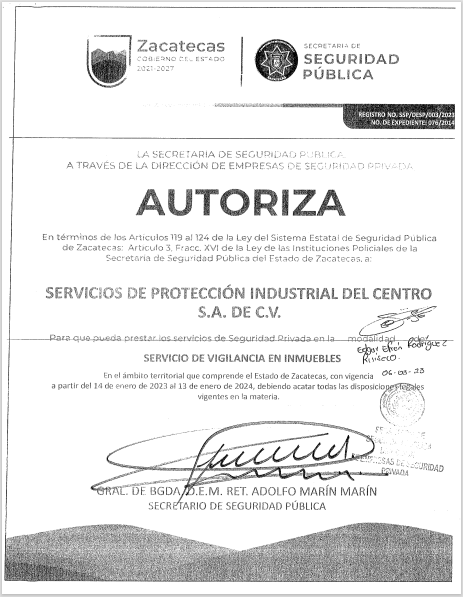 Zacatecas
GOBIERNO DEL ESTADO
2021-2027
SECRETARÍA DE
SEGURIDAD
PÚBLICA
REGISTRO NO. SSP/DESP/003/2023
NO. DE EXPEDIENTE: 076/2014
LA SECRETARIA DE SEGURIDAD PUBLICA,
A TRAVÉS DE LA DIRECCIÓN DE EMPRESAS DE SEGURIDAD PRIVADA
AUTORIZA
En términos de los Artículos 119 al 124 de la Ley del Sistema Estatal de Seguridad Pública
de Zacatecas; Artículo 3, Fracc. XVI de la Ley de las Instituciones Policiales de la
Secretaría de Seguridad Pública del Estado de Zacatecas, a:
SERVICIOS DE PROTECCIÓN INDUSTRIAL DEL CENTRO
S.A. DE C.V.
Para que pueda prestar los servicios de Seguridad Privada en la modalidad de:
Edgar Efrén Rodríguez
06-03-23
SERVICIO DE VIGILANCIA EN INMUEBLES
En el ámbito territorial que comprende el Estado de Zacatecas, con vigencia
a partir del 14 de enero de 2023 al 13 de enero de 2024, debiendo acatar todas las disposiciones legales
vigentes en la materia.
EMPRESAS DE SEGURIDAD
PRIVADA
GRAL. DE BGDA. D.E.M. RET. ADOLFO MARÍN MARÍN
SECRETARIO DE SEGURIDAD PÚBLICA